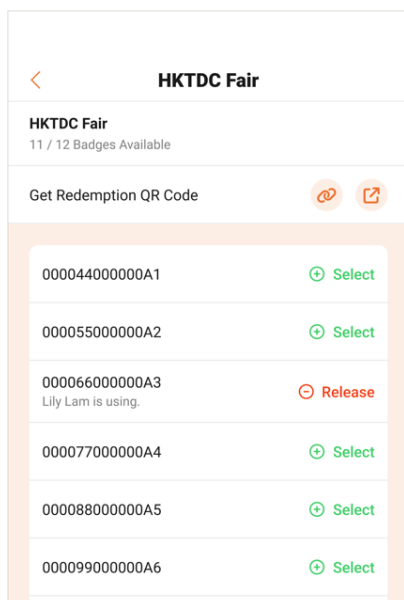 HKTDC Fair
HKTDC Fair
11 / 12 Badges Available
Get Redemption QR Code
000044000000A1 Select
000055000000A2 Select
000066000000A3 Release
Lily Lam is using.
000077000000A4 Select
000088000000A5 Select
000099000000A6 Select